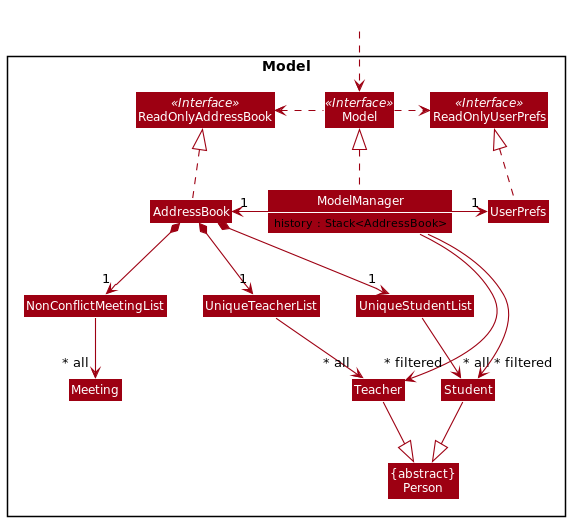 Model
«Interface»
ReadOnlyAddressBook
«Interface»
Model
«Interface»
ReadOnlyUserPrefs
AddressBook
1
ModelManager
history : Stack<AddressBook>
1
UserPrefs
1
1
1
NonConflictMeetingList
UniqueTeacherList
UniqueStudentList
* all
* all
* filtered
* all
* filtered
Meeting
Teacher
Student
{abstract}
Person